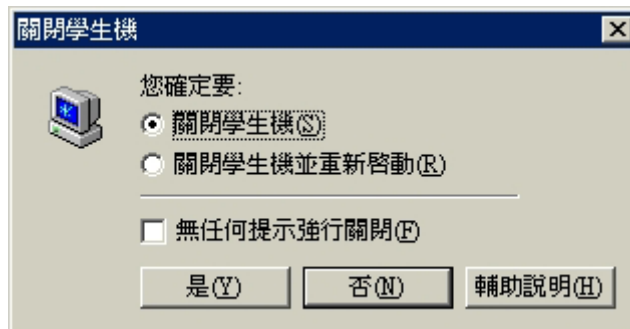 關閉學生機
您確定要:
關閉學生機(S)
關閉學生機並重新啓動(R)
無任何提示強行關閉(F)
是(Y) 否(N) 輔助說明(H)